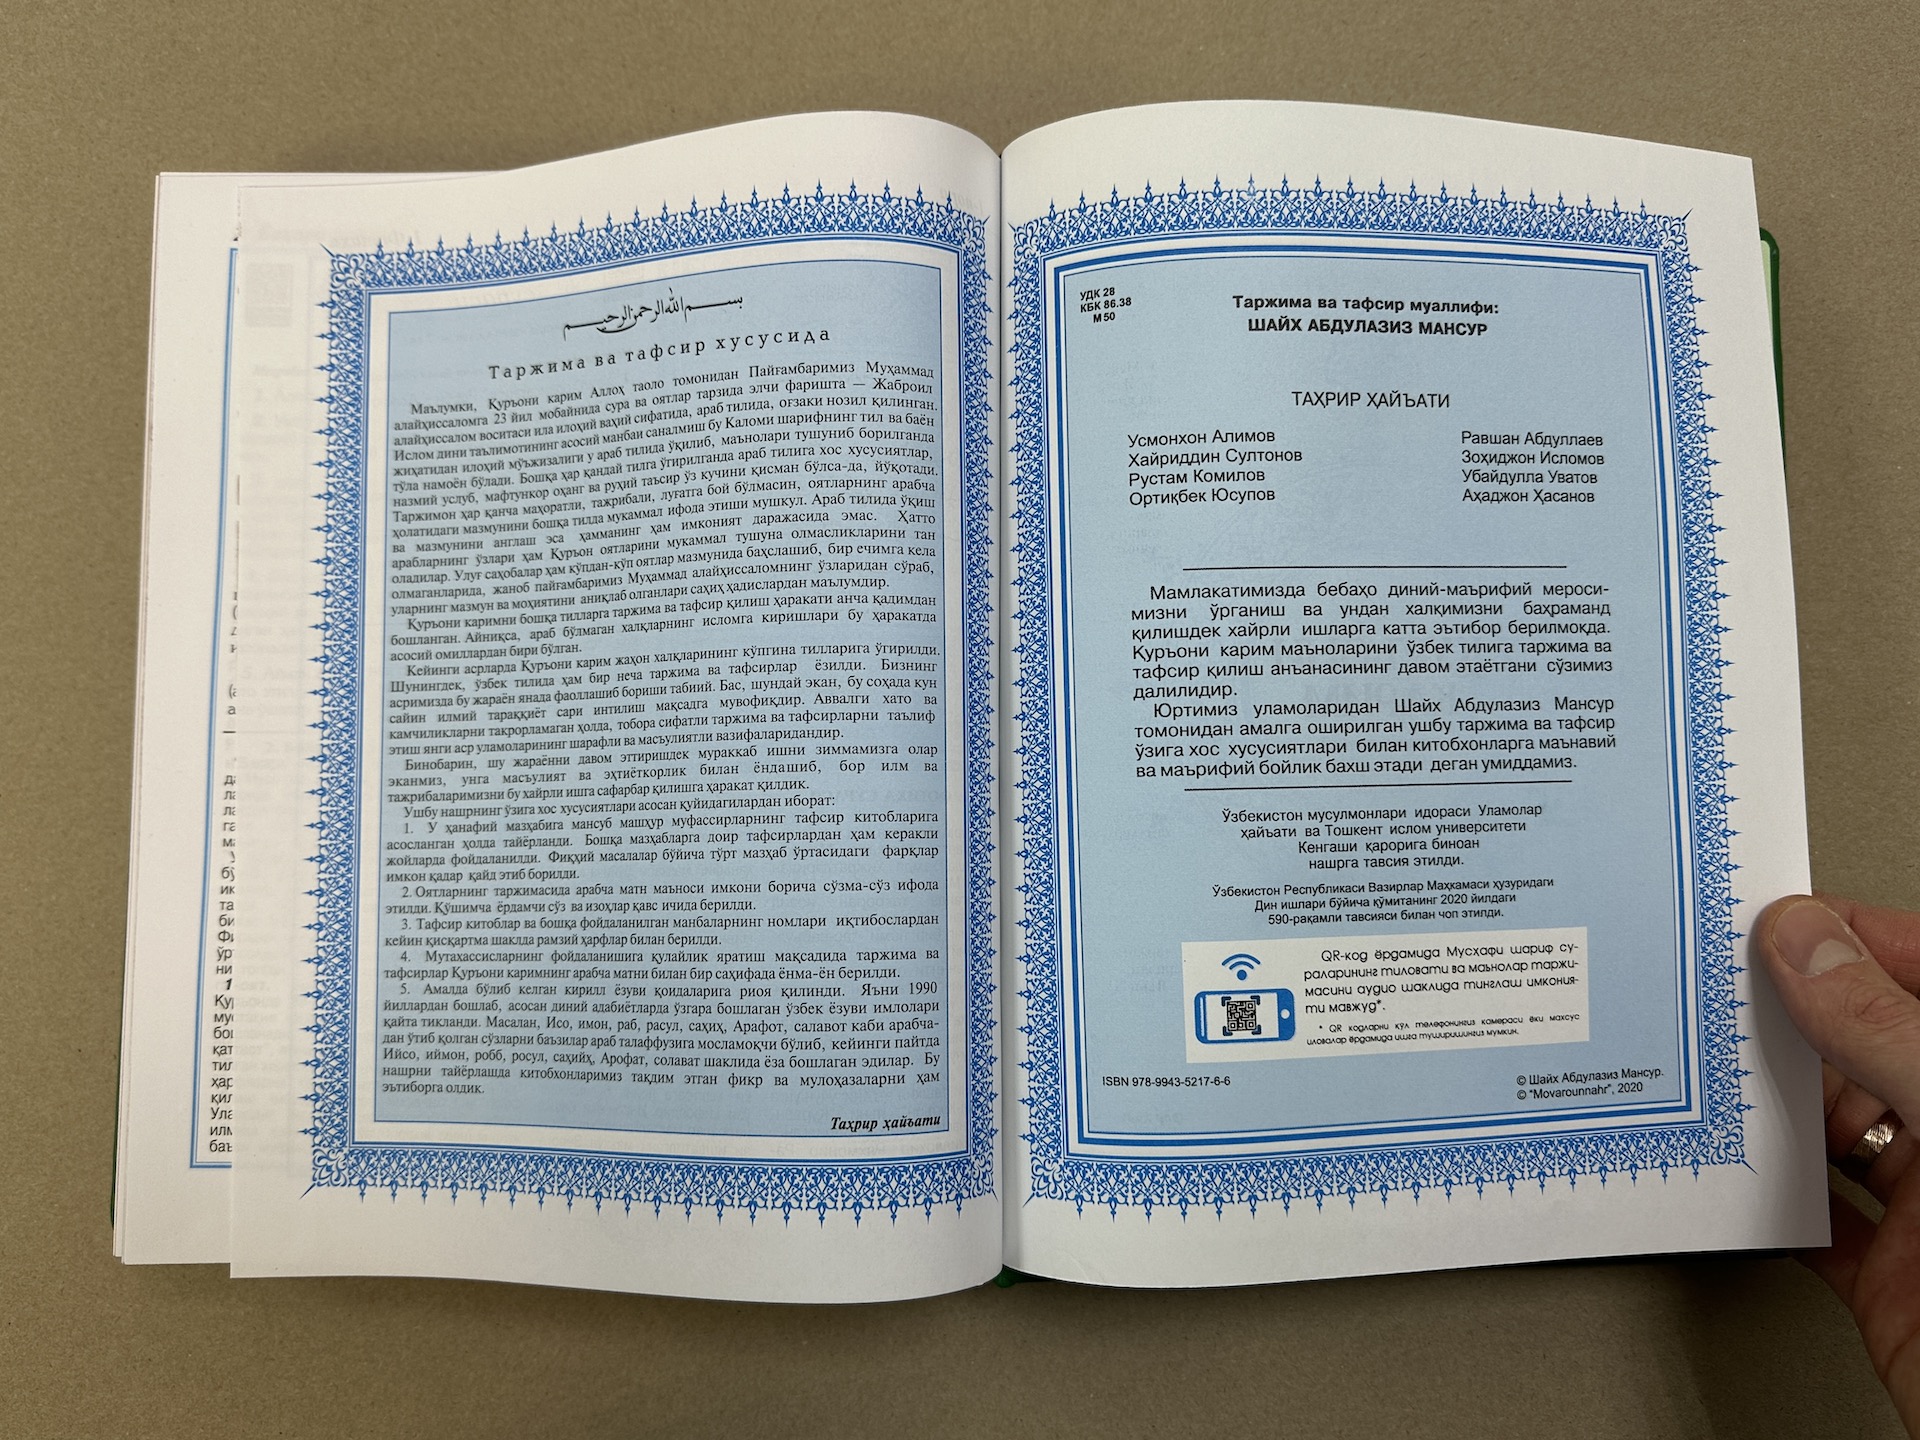 بسم الله الرحمن الرحيم
Таржима ва тафсир хусусида
Маълумки, Қуръони карим Аллоҳ таоло томонидан Пайғамбаримиз Муҳаммад
алайҳиссаломга 23 йил мобайнида сура ва оятлар тарзида элчи фаришта — Жаброил
алайҳиссалом воситаси ила илоҳий ваҳий сифатида, араб тилида, оғзаки нозил қилинган.
Ислом дини таълимотининг асосий манбаи саналмиш бу Каломи шарифнинг тил ва баён
жиҳатидан илоҳий мўъжизалиги у араб тилида ўқилиб, маънолари тушуниб борилганда
тўла намоён бўлади. Бошқа ҳар қандай тилга ўгирилганда араб тилига хос хусусиятлар,
назмий услуб, мафтункор оҳанг ва руҳий таъсир ўз кучини қисман бўлса-да, йўқотади.
Таржимон ҳар қанча маҳоратли, тажрибали, луғатга бой бўлмасин, оятларнинг арабча
ҳолатидаги мазмунини бошқа тилда мукаммал ифода этиши мушкул. Араб тилида ўқиш
ва мазмунини англаш эса ҳамманинг ҳам имконият даражасида эмас. Ҳатто
арабларнинг ўзлари ҳам Қуръон оятларини мукаммал тушуна олмасликларини тан
оладилар. Улуғ саҳобалар ҳам кўпдан-кўп оятлар мазмунида баҳслашиб, бир ечимга кела
олмаганларида, жаноб пайғамбаримиз Муҳаммад алайҳиссаломнинг ўзларидан сўраб,
уларнинг мазмун ва моҳиятини аниқлаб олганлари саҳиҳ ҳадислардан маълумдир.
Қуръони каримни бошқа тилларга таржима ва тафсир қилиш ҳаракати анча қадимдан
бошланган. Айниқса, араб бўлмаган халқларнинг исломга киришлари бу ҳаракатда
асосий омиллардан бири бўлган.
Кейинги асрларда Қуръони карим жаҳон халқларининг кўпгина тилларига ўгирилди.
Шунингдек, ўзбек тилида ҳам бир неча таржима ва тафсирлар ёзилди. Бизнинг
асримизда бу жараён янада фаоллашиб бориши табиий. Бас, шундай экан, бу соҳада кун
сайин илмий тараққиёт сари интилиш мақсадга мувофиқдир. Аввалги хато ва
камчиликларни такрорламаган ҳолда, тобора сифатли таржима ва тафсирларни таълиф
этиш янги аср уламоларининг шарафли ва масъулиятли вазифаларидандир.
Бинобарин, шу жараённи давом эттиришдек мураккаб ишни зиммамизга олар
эканмиз, унга масъулият ва эҳтиёткорлик билан ёндашиб, бор илм ва
тажрибаларимизни бу хайрли ишга сафарбар қилишга ҳаракат қилдик.
Ушбу нашрнинг ўзига хос хусусиятлари асосан қуйидагилардан иборат:
1. У ҳанафий мазҳабига мансуб машҳур муфассирларнинг тафсир китобларига
асосланган ҳолда тайёрланди. Бошқа мазҳабларга доир тафсирлардан ҳам керакли
жойларда фойдаланилди. Фиқҳий масалалар бўйича тўрт мазҳаб ўртасидаги фарқлар
имкон қадар қайд этиб борилди.
2. Оятларнинг таржимасида арабча матн маъноси имкони борича сўзма-сўз ифода
этилди. Қўшимча ёрдамчи сўз ва изоҳлар қавс ичида берилди.
3. Тафсир китоблар ва бошқа фойдаланилган манбаларнинг номлари иқтибослардан
кейин қисқартма шаклда рамзий ҳарфлар билан берилди.
4. Мутахассисларнинг фойдаланишига қулайлик яратиш мақсадида таржима ва
тафсирлар Қуръони каримнинг арабча матни билан бир саҳифада ёнма-ён берилди.
5. Амалда бўлиб келган кирилл ёзуви қоидаларига риоя қилинди. Яъни 1990
йиллардан бошлаб, асосан диний адабиётларда ўзгара бошлаган ўзбек ёзуви имлолари
қайта тикланди. Масалан, Исо, имон, раб, расул, саҳиҳ, Арафот, салавот каби арабча-
дан ўтиб қолган сўзларни баъзилар араб талаффузига мосламоқчи бўлиб, кейинги пайтда
Ийсо, иймон, робб, росул, саҳийҳ, Арофат, солават шаклида ёза бошлаган эдилар. Бу
нашрни тайёрлашда китобхонларимиз тақдим этган фикр ва мулоҳазаларни ҳам
эътиборга олдик.
Таҳрир ҳайъати
УДК 28
КБК 86.38
М 50
Таржима ва тафсир муаллифи:
ШАЙХ АБДУЛАЗИЗ МАНСУР
ТАҲРИР ҲАЙЪАТИ
Усмонхон Алимов
Хайриддин Султонов
Рустам Комилов
Ортиқбек Юсупов
Равшан Абдуллаев
Зоҳиджон Исломов
Убайдулла Уватов
Аҳаджон Ҳасанов
Мамлакатимизда бебаҳо диний-маърифий мероси-
мизни ўрганиш ва ундан халқимизни баҳраманд
қилишдек хайрли ишларга катта эътибор берилмоқда.
Қуръони карим маъноларини ўзбек тилига таржима ва
тафсир қилиш анъанасининг давом этаётгани сўзимиз
далилидир.
Юртимиз уламоларидан Шайх Абдулазиз Мансур
томонидан амалга оширилган ушбу таржима ва тафсир
ўзига хос хусусиятлари билан китобхонларга маънавий
ва маърифий бойлик бахш этади деган умиддамиз.
Ўзбекистон мусулмонлари идораси Уламолар
ҳайъати ва Тошкент ислом университети
Кенгаши қарорига биноан
нашрга тавсия этилди.
Ўзбекистон Республикаси Вазирлар Маҳкамаси ҳузуридаги
Дин ишлари бўйича қўмитанинг 2020 йилдаги
590-рақамли тавсияси билан чоп этилди.
QR-код ёрдамида Мусҳафи шариф су-
раларининг тиловати ва маънолар таржи-
масини аудио шаклида тинглаш имкония-
ти мавжуд*.
* QR кодларни қўл телефонингиз камераси ёки махсус
иловалар ёрдамида ишга туширишингиз мумкин.
ISBN 978-9943-5217-6-6
© Шайх Абдулазиз Мансур.
© "Movarounnahr", 2020